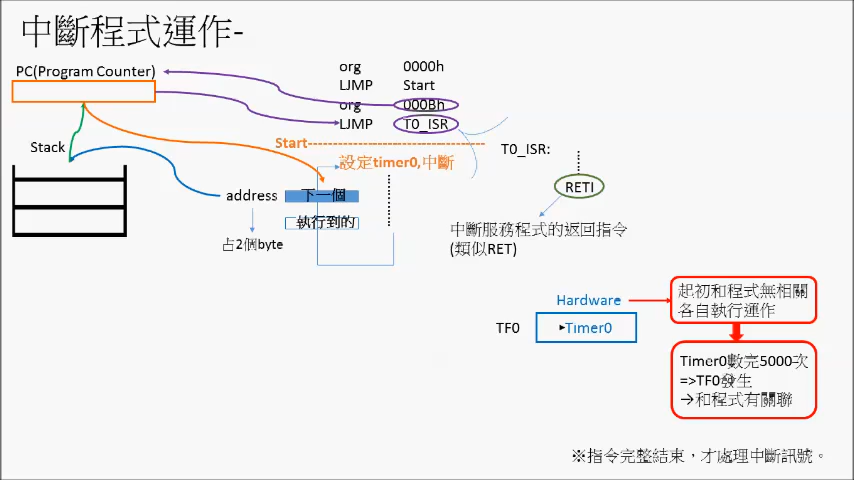 中斷程式運作-
PC(Program Counter)
org 0000h
LJMP Start
org 000Bh
LJMP T0_ISR
Stack
Start
設定timer0,中斷
T0_ISR:
RETI
address 下一個
執行到的
占2個byte
中斷服務程式的返回指令
(類似RET)
Hardware
TF0 Timer0
起初和程式無相關
各自執行運作
Timer0數完5000次
=>TF0發生
→和程式有關聯
※指令完整結束，才處理中斷訊號。